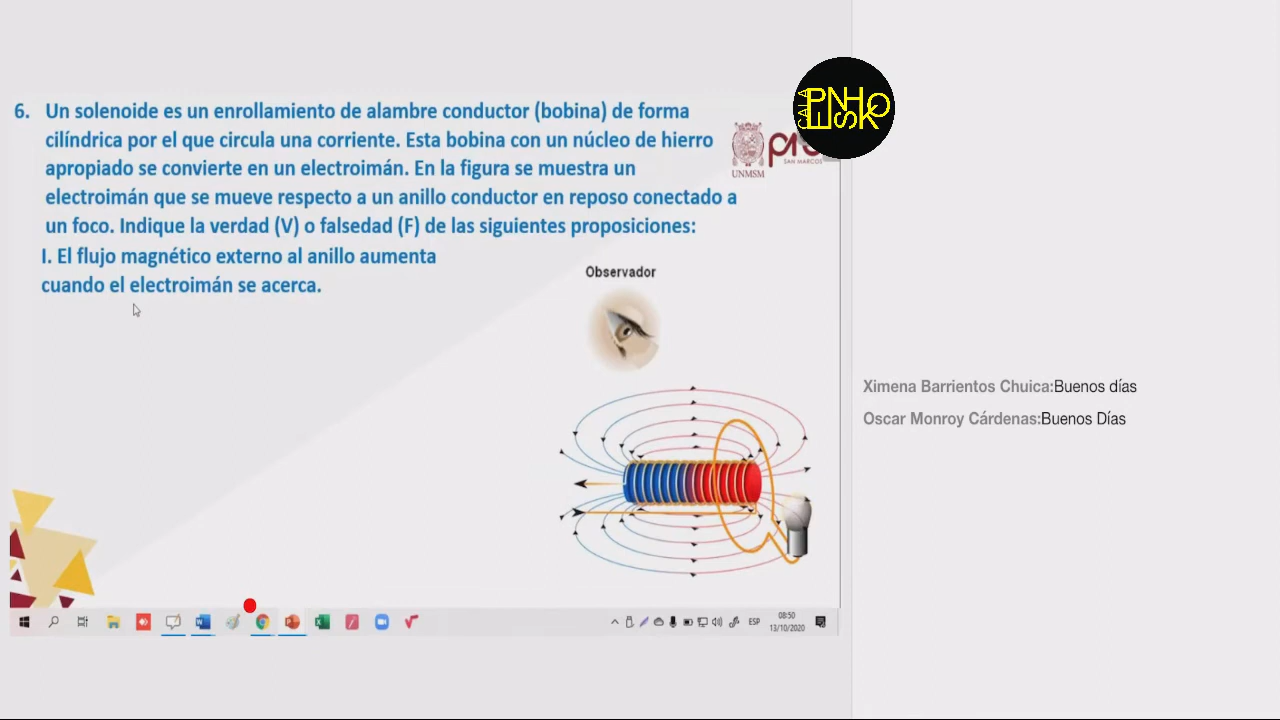 6. Un solenoide es un enrollamiento de alambre conductor (bobina) de forma
cilíndrica por el que circula una corriente. Esta bobina con un núcleo de hierro
apropiado se convierte en un electroimán. En la figura se muestra un
electroimán que se mueve respecto a un anillo conductor en reposo conectado a
un foco. Indique la verdad (V) o falsedad (F) de las siguientes proposiciones:
I. El flujo magnético externo al anillo aumenta
cuando el electroimán se acerca.
Observador
UNMSM
SAN MARCOS
Ximena Barrientos Chuica:Buenos días
Oscar Monroy Cárdenas:Buenos Días
ESP
08:50
13/10/2020